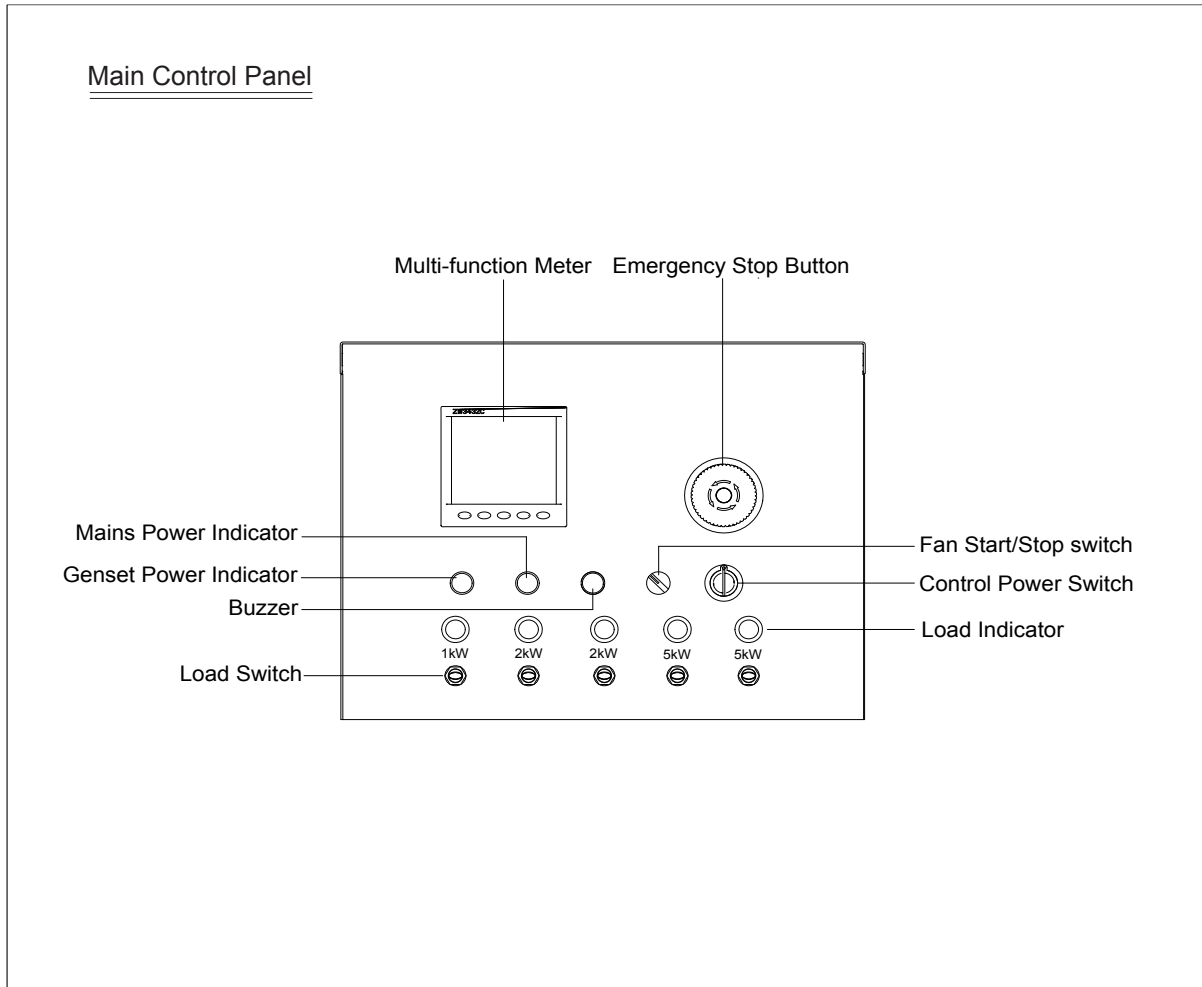 Main Control Panel
Multi-function Meter
Emergency Stop Button
Mains Power Indicator
Genset Power Indicator
Buzzer
Fan Start/Stop switch
Control Power Switch
Load Indicator
1kW 2kW 2kW 5kW 5kW
Load Switch